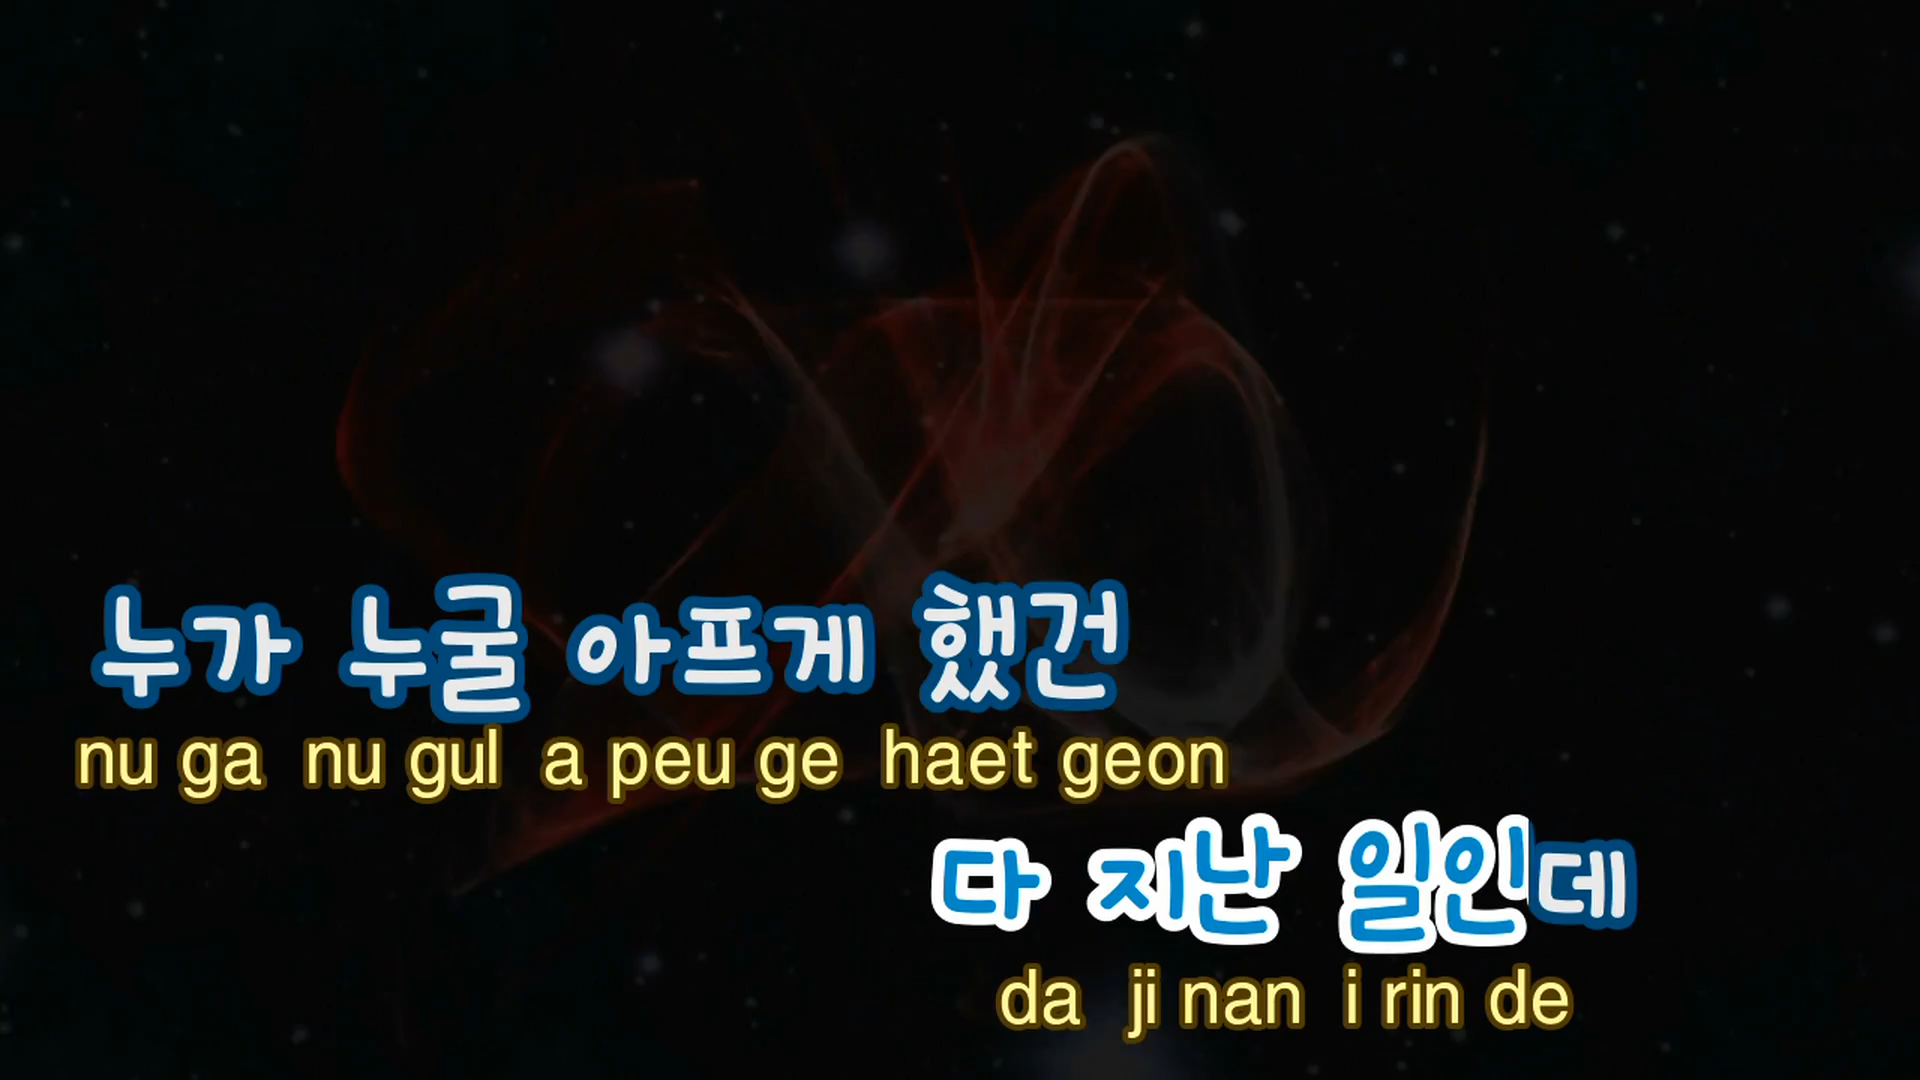 누가 누굴 아프게 했건
nu ga nu gul a peu ge haet geon
다 지난 일인데
da ji nan i rin de